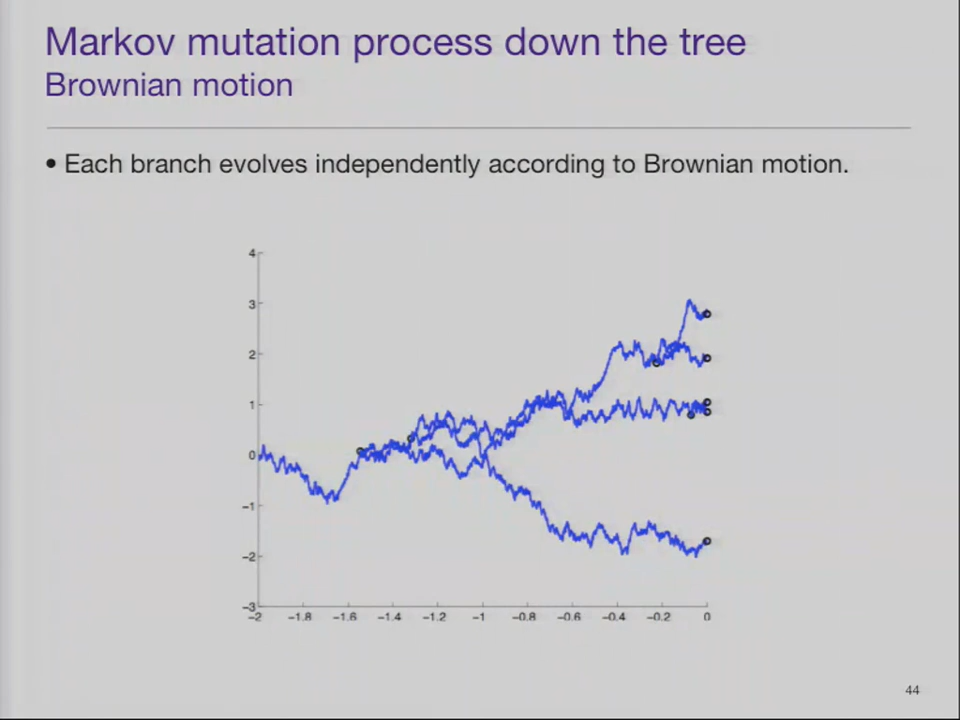 Markov mutation process down the tree
Brownian motion
• Each branch evolves independently according to Brownian motion.
4
3
2
1
0
−1
−2
−3
−2 −1.8 −1.6 −1.4 −1.2 −1 −0.8 −0.6 −0.4 −0.2 0
44